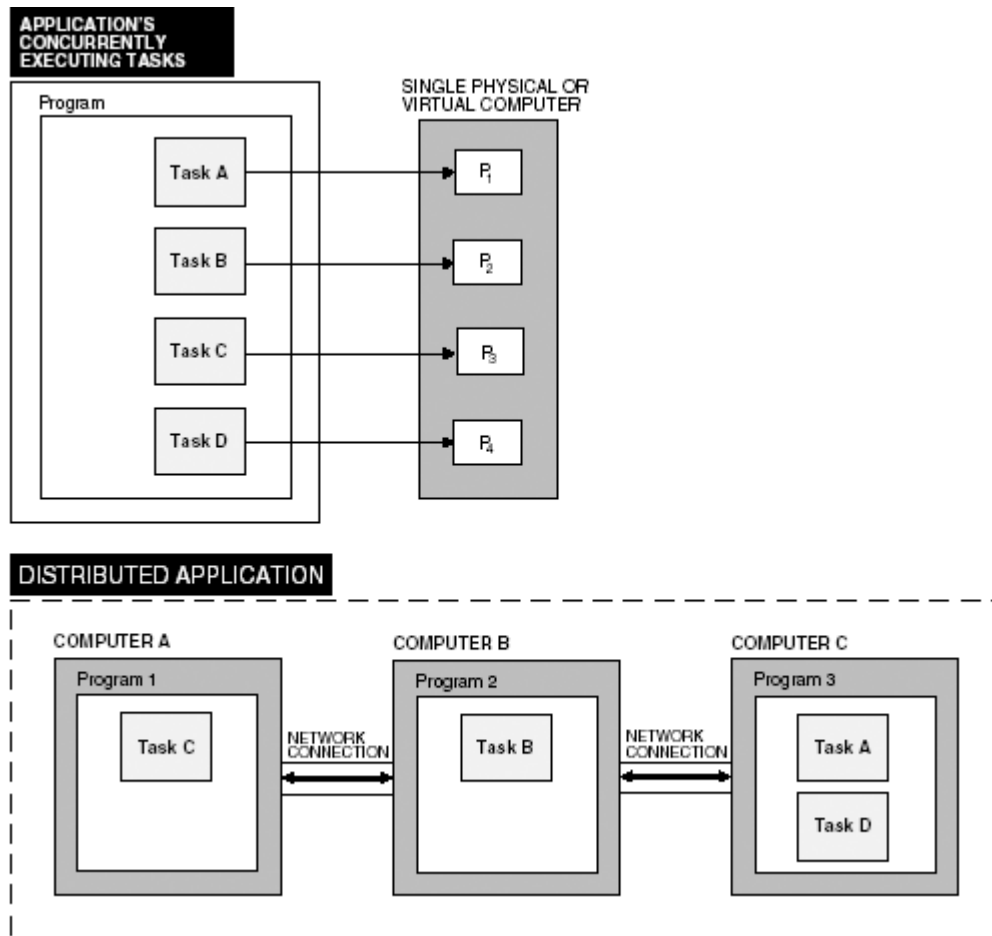 APPLICATION'S
CONCURRENTLY
EXECUTING TASKS
Program
SINGLE PHYSICAL OR
VIRTUAL COMPUTER
Task A
P1
Task B
P2
Task C
P3
Task D
P4
DISTRIBUTED APPLICATION
COMPUTER A
COMPUTER B
COMPUTER C
Program 1
Program 2
Program 3
Task C
NETWORK
CONNECTION
Task B
NETWORK
CONNECTION
Task A
Task D